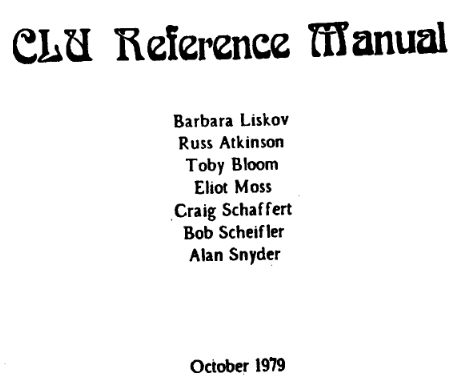 CLU Reference Manual
Barbara Liskov
Russ Atkinson
Toby Bloom
Eliot Moss
Craig Schaffert
Bob Scheifler
Alan Snyder
October 1979